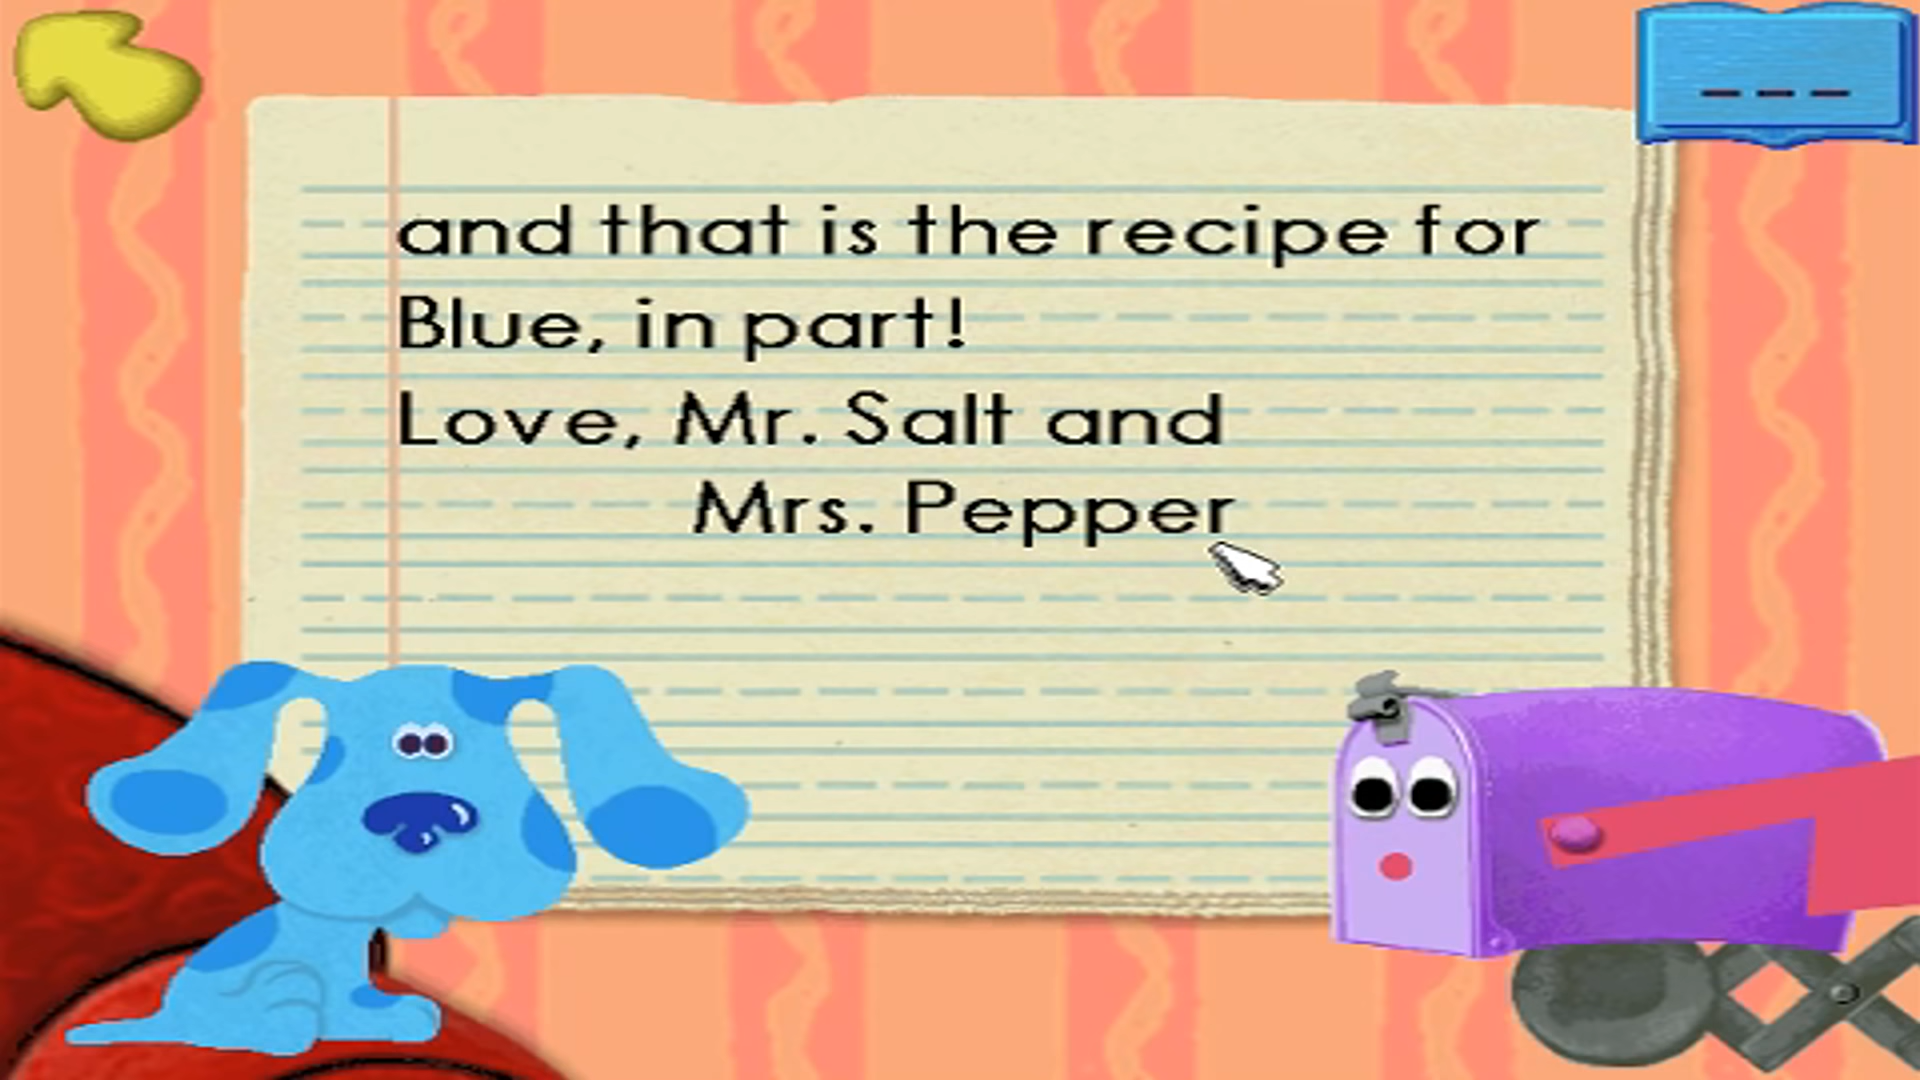 and that is the recipe for
Blue, in part!
Love, Mr. Salt and
Mrs. Pepper